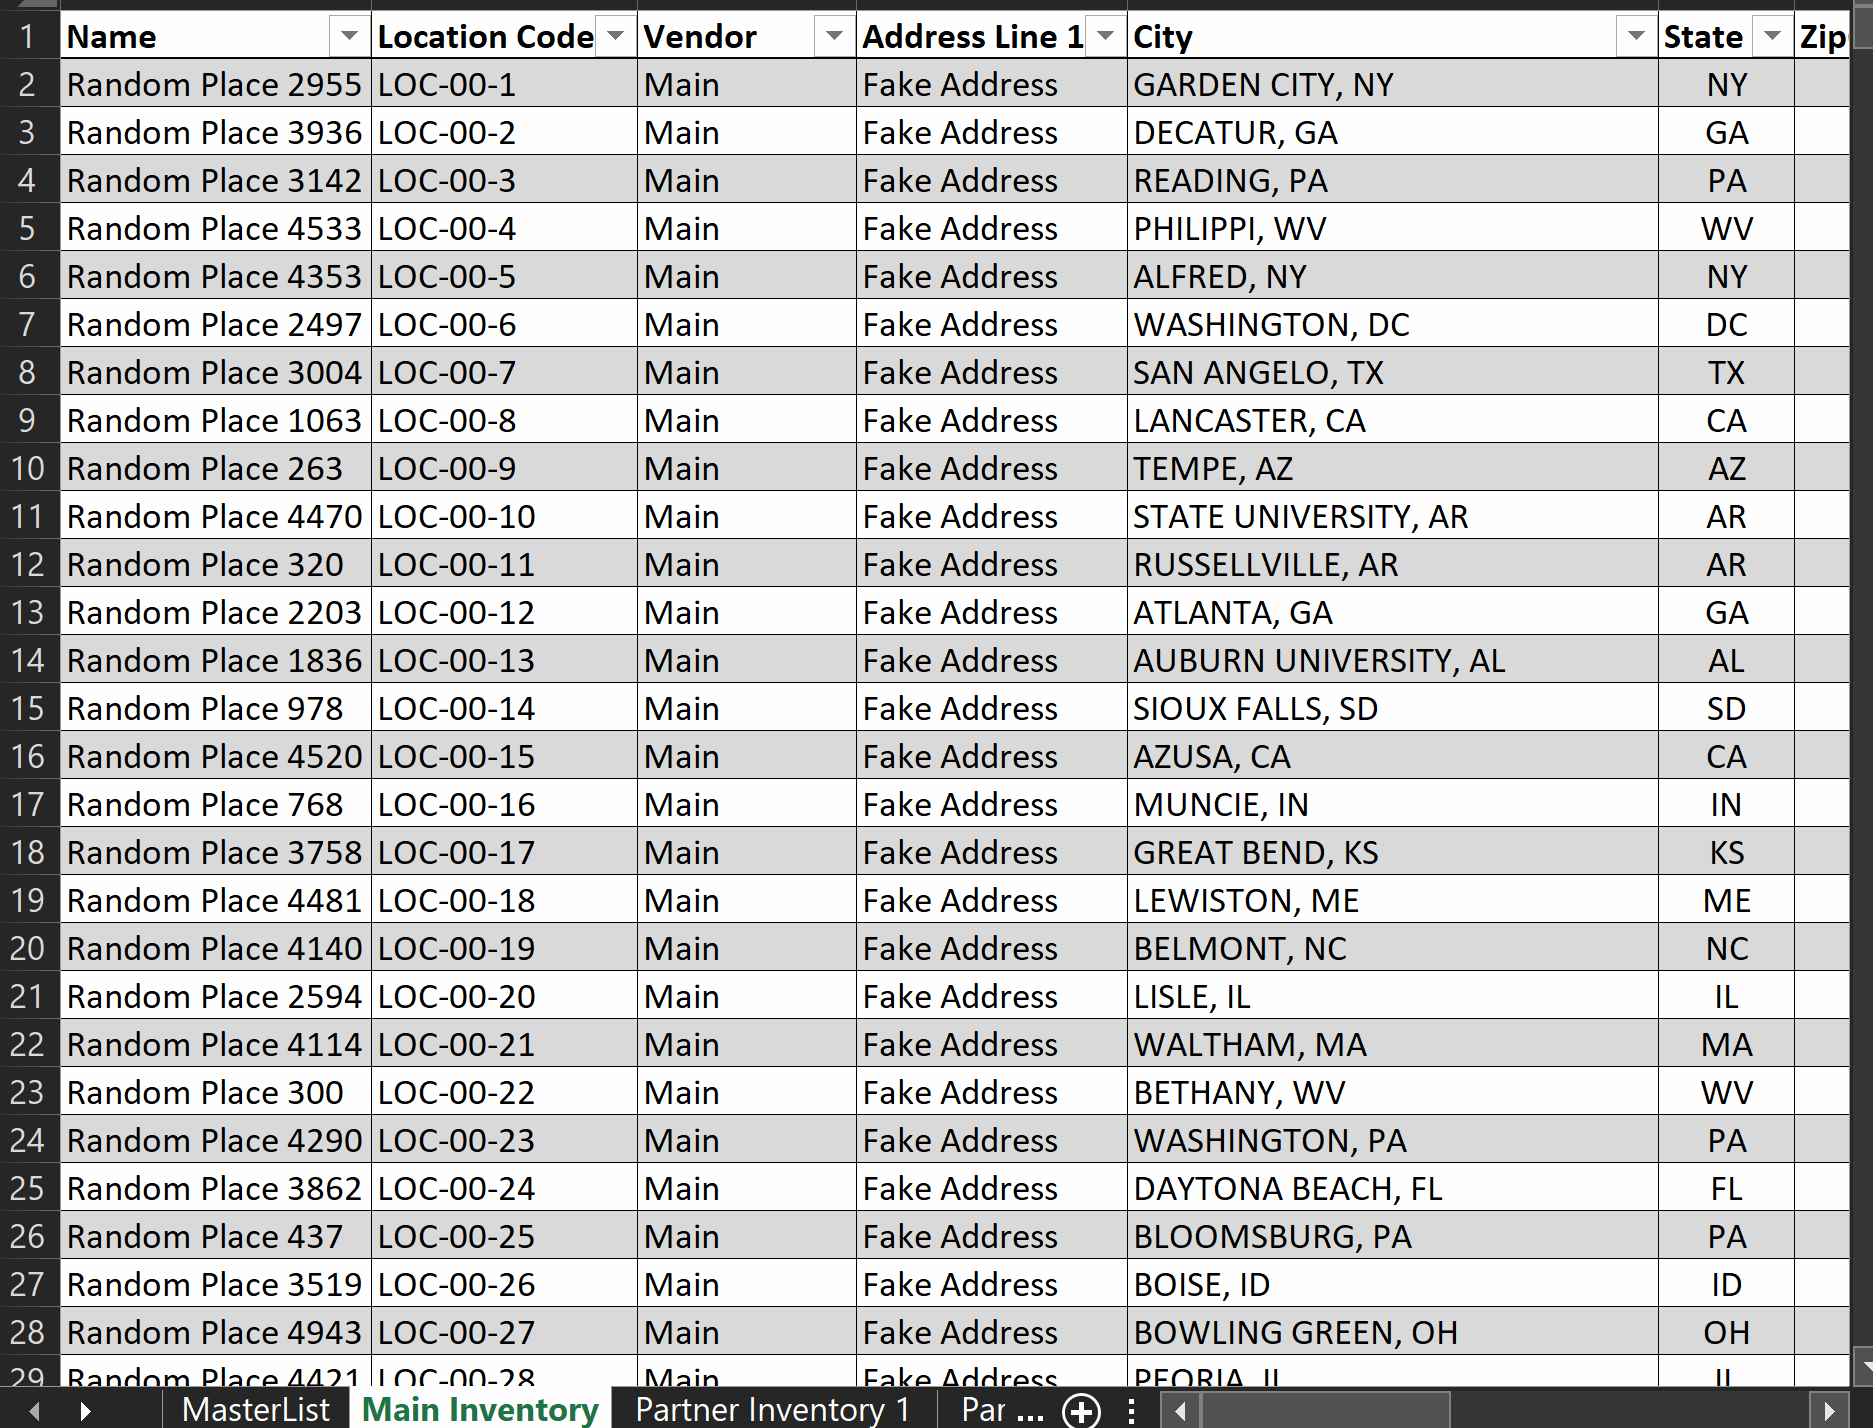 1 Name Location Code Vendor Address Line 1 City State Zip
2 Random Place 2955 LOC-00-1 Main Fake Address GARDEN CITY, NY NY
3 Random Place 3936 LOC-00-2 Main Fake Address DECATUR, GA GA
4 Random Place 3142 LOC-00-3 Main Fake Address READING, PA PA
5 Random Place 4533 LOC-00-4 Main Fake Address PHILIPPI, WV WV
6 Random Place 4353 LOC-00-5 Main Fake Address ALFRED, NY NY
7 Random Place 2497 LOC-00-6 Main Fake Address WASHINGTON, DC DC
8 Random Place 3004 LOC-00-7 Main Fake Address SAN ANGELO, TX TX
9 Random Place 1063 LOC-00-8 Main Fake Address LANCASTER, CA CA
10 Random Place 263 LOC-00-9 Main Fake Address TEMPE, AZ AZ
11 Random Place 4470 LOC-00-10 Main Fake Address STATE UNIVERSITY, AR AR
12 Random Place 320 LOC-00-11 Main Fake Address RUSSELLVILLE, AR AR
13 Random Place 2203 LOC-00-12 Main Fake Address ATLANTA, GA GA
14 Random Place 1836 LOC-00-13 Main Fake Address AUBURN UNIVERSITY, AL AL
15 Random Place 978 LOC-00-14 Main Fake Address SIOUX FALLS, SD SD
16 Random Place 4520 LOC-00-15 Main Fake Address AZUSA, CA CA
17 Random Place 768 LOC-00-16 Main Fake Address MUNCIE, IN IN
18 Random Place 3758 LOC-00-17 Main Fake Address GREAT BEND, KS KS
19 Random Place 4481 LOC-00-18 Main Fake Address LEWISTON, ME ME
20 Random Place 4140 LOC-00-19 Main Fake Address BELMONT, NC NC
21 Random Place 2594 LOC-00-20 Main Fake Address LISLE, IL IL
22 Random Place 4114 LOC-00-21 Main Fake Address WALTHAM, MA MA
23 Random Place 300 LOC-00-22 Main Fake Address BETHANY, WV WV
24 Random Place 4290 LOC-00-23 Main Fake Address WASHINGTON, PA PA
25 Random Place 3862 LOC-00-24 Main Fake Address DAYTONA BEACH, FL FL
26 Random Place 437 LOC-00-25 Main Fake Address BLOOMSBURG, PA PA
27 Random Place 3519 LOC-00-26 Main Fake Address BOISE, ID ID
28 Random Place 4943 LOC-00-27 Main Fake Address BOWLING GREEN, OH OH
29 Random Place 4421 LOC-00-28 Main Fake Address PEORIA, IL IL
MasterList Main Inventory Partner Inventory 1 Par ...